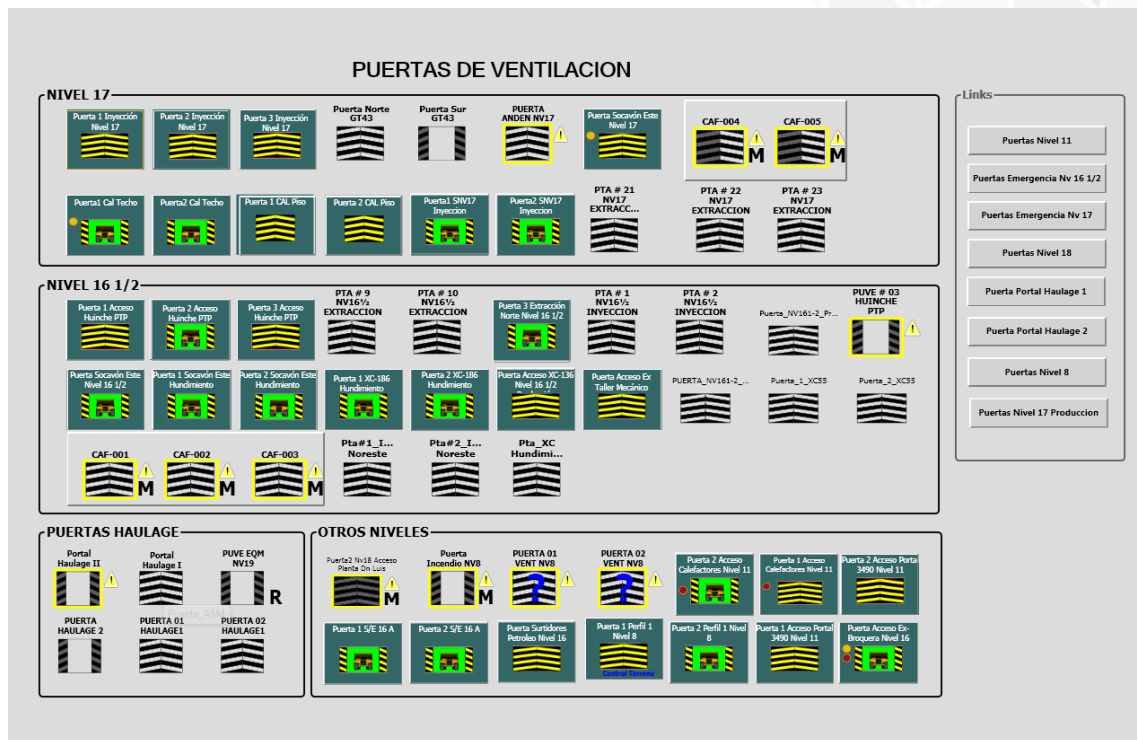 PUERTAS DE VENTILACION
NIVEL 17
Puerta 1 Inyección
Nivel 17
Puerta 2 Inyección
Nivel 17
Puerta 3 Inyección
Nivel 17
Puerta Norte
GT43
Puerta Sur
GT43
PUERTA
ANDEN NV17
Puerta Socavón Este
Nivel 17
CAF-004
M
CAF-005
M
Puerta1 Cal Techo
Puerta2 Cal Techo
Puerta 1 CAL Piso
Puerta 2 CAL Piso
Puerta1 SNV17
Inyeccion
Puerta2 SNV17
Inyeccion
PTA # 21
NV17
EXTRACC...
PTA # 22
NV17
EXTRACCION
PTA # 23
NV17
EXTRACCION
NIVEL 16 1/2
Puerta 1 Acceso
Huinche PTP
Puerta 2 Acceso
Huinche PTP
Puerta 3 Acceso
Huinche PTP
PTA # 9
NV16½
EXTRACCION
PTA # 10
NV16½
EXTRACCION
Puerta 3 Extracción
Norte Nivel 16 1/2
PTA # 1
NV16½
INYECCION
PTA # 2
NV16½
INYECCION
Puerta_NV161-2_Pr...
PUVE # 03
HUINCHE
PTP
Puerta Socavón Este
Nivel 16 1/2
Puerta 1 Socavón Este
Hundimiento
Puerta 2 Socavón Este
Hundimiento
Puerta 1 XC-186
Hundimiento
Puerta 2 XC-186
Hundimiento
Puerta Acceso XC-136
Nivel 16 1/2
Puerta Acceso Ex
Taller Mecánico
PUERTA_NV161-2_...
Puerta_1_XC55
Puerta_2_XC55
CAF-001
M
CAF-002
M
CAF-003
M
Pta#1_I...
Noreste
Pta#2_I...
Noreste
Pta_XC
Hundimi...
PUERTAS HAULAGE
Portal
Haulage II
Portal
Haulage I
PUVE EQM
NV19
R
Puerta_ASM
PUERTA
HAULAGE 2
PUERTA 01
HAULAGE1
PUERTA 02
HAULAGE1
OTROS NIVELES
Puerta2 Nv18 Acceso
Planta Dn Luis
M
Puerta
Incendio NV8
M
PUERTA 01
VENT NV8
?
PUERTA 02
VENT NV8
?
Puerta 2 Acceso
Calefactores Nivel 11
Puerta 1 Acceso
Calefactores Nivel 11
Puerta 2 Acceso Portal
3490 Nivel 11
Puerta 1 S/E 16 A
Puerta 2 S/E 16 A
Puerta Surtidores
Petroleo Nivel 16
Puerta 1 Perfil 1
Nivel 8
Control Terreno
Puerta 2 Perfil 1 Nivel
8
Puerta 1 Acceso Portal
3490 Nivel 11
Puerta Acceso Ex-
Broquera Nivel 16
Links
Puertas Nivel 11
Puertas Emergencia Nv 16 1/2
Puertas Emergencia Nv 17
Puertas Nivel 18
Puerta Portal Haulage 1
Puerta Portal Haulage 2
Puertas Nivel 8
Puertas Nivel 17 Produccion